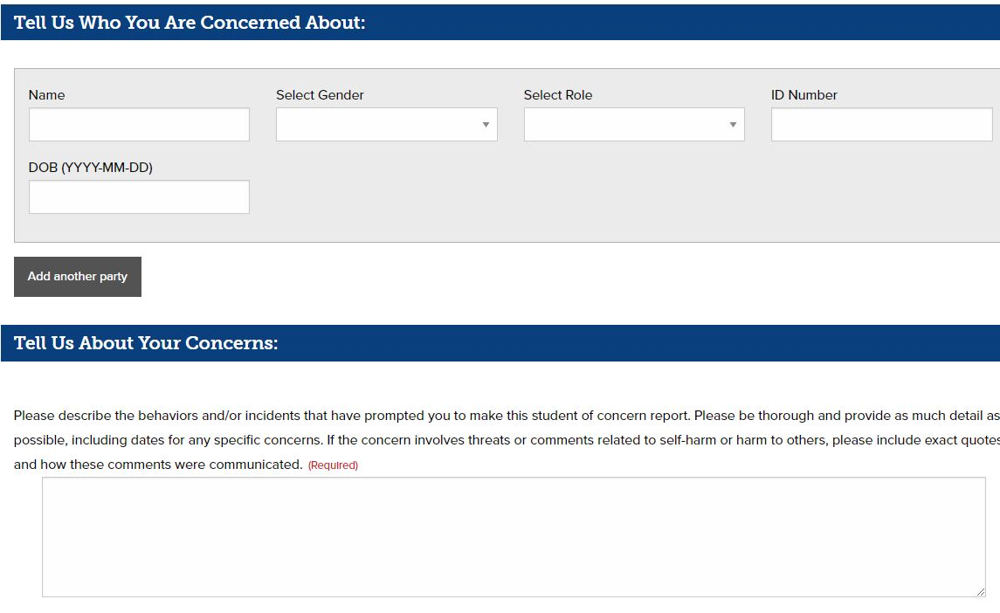 Tell Us Who You Are Concerned About:
Name Select Gender Select Role ID Number
DOB (YYYY-MM-DD)
Add another party
Tell Us About Your Concerns:
Please describe the behaviors and/or incidents that have prompted you to make this student of concern report. Please be thorough and provide as much detail as
possible, including dates for any specific concerns. If the concern involves threats or comments related to self-harm or harm to others, please include exact quotes
and how these comments were communicated. (Required)